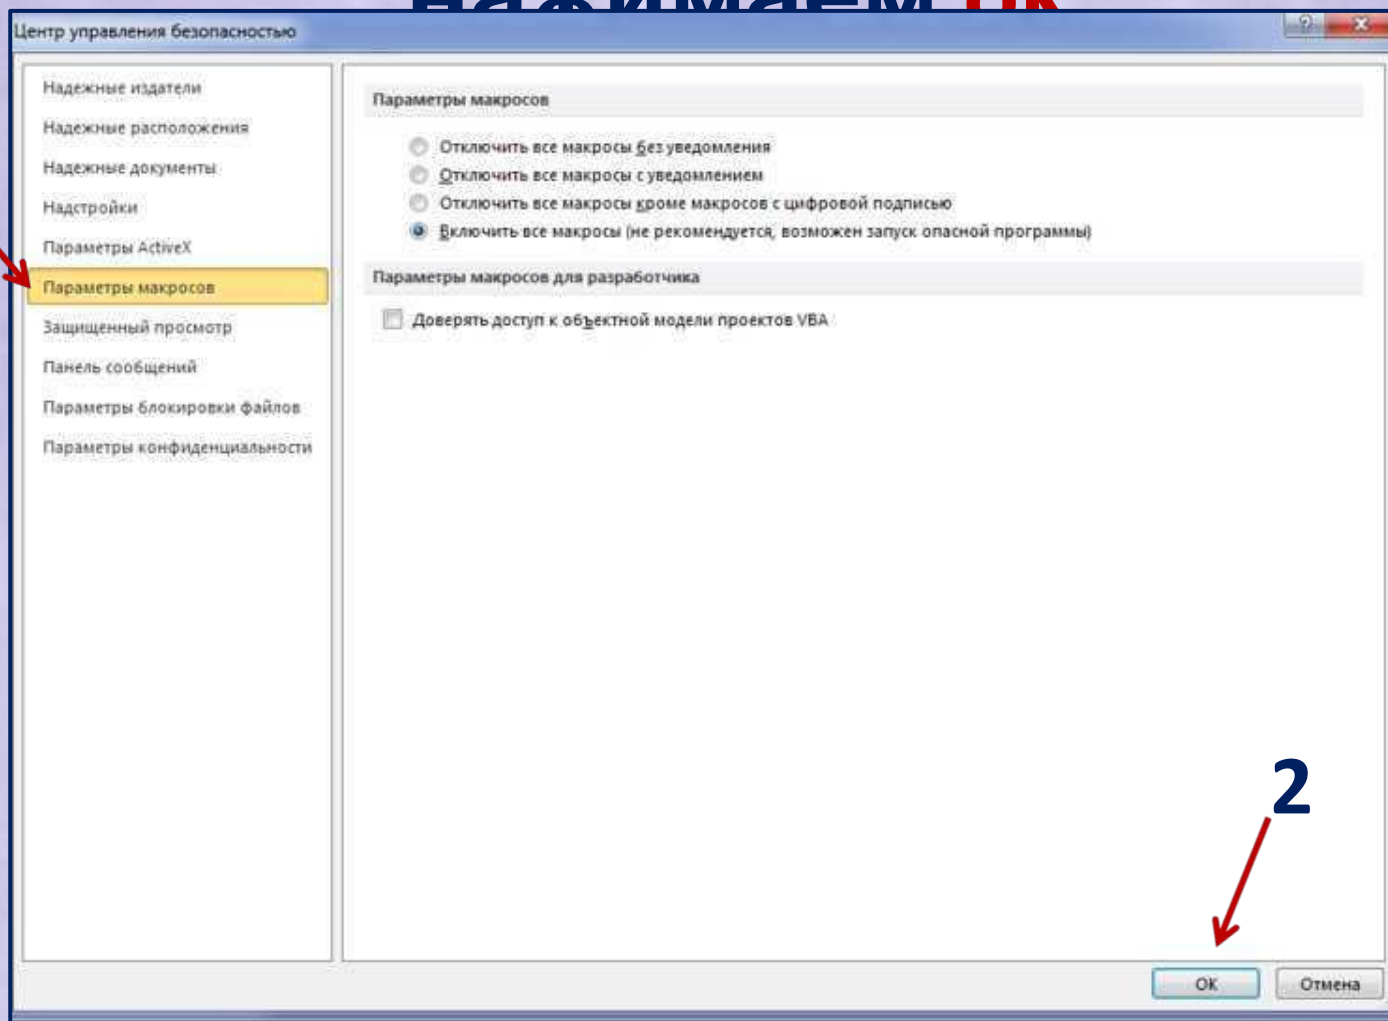 нажимаем ок
Центр управления безопасностью
Надежные издатели
Надежные расположения
Надежные документы
Надстройки
Параметры ActiveX
Параметры макросов
Защищенный просмотр
Панель сообщений
Параметры блокировки файлов
Параметры конфиденциальности
Параметры макросов
Отключить все макросы без уведомления
Отключить все макросы с уведомлением
Отключить все макросы кроме макросов с цифровой подписью
Включить все макросы (не рекомендуется, возможен запуск опасной программы)
Параметры макросов для разработчика
Доверять доступ к объектной модели проектов VBA
2
ОК
Отмена